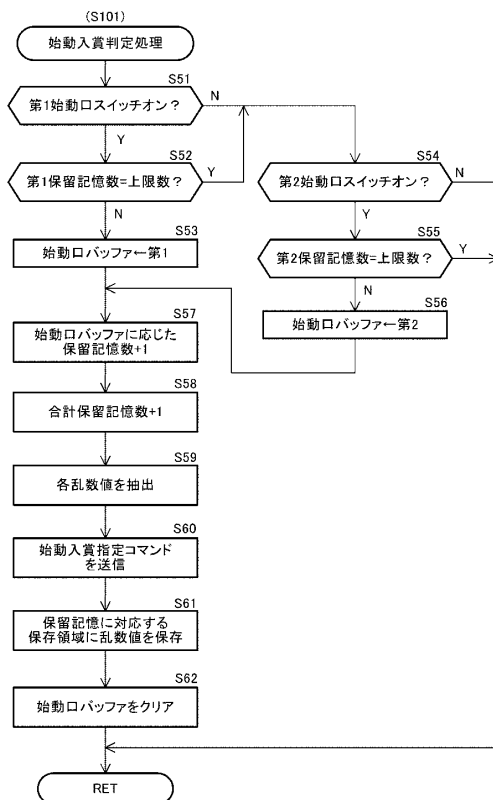 (S101)
始動入賞判定処理
S51
第1始動口スイッチオン？
N
Y
S52
第1保留記憶数=上限数？
Y
N
S53
始動口バッファ←第1
S54
第2始動口スイッチオン？
N
Y
S55
第2保留記憶数=上限数？
Y
N
S56
始動口バッファ←第2
S57
始動口バッファに応じた
保留記憶数+1
S58
合計保留記憶数+1
S59
各乱数値を抽出
S60
始動入賞指定コマンド
を送信
S61
保留記憶に対応する
保存領域に乱数値を保存
S62
始動口バッファをクリア
RET